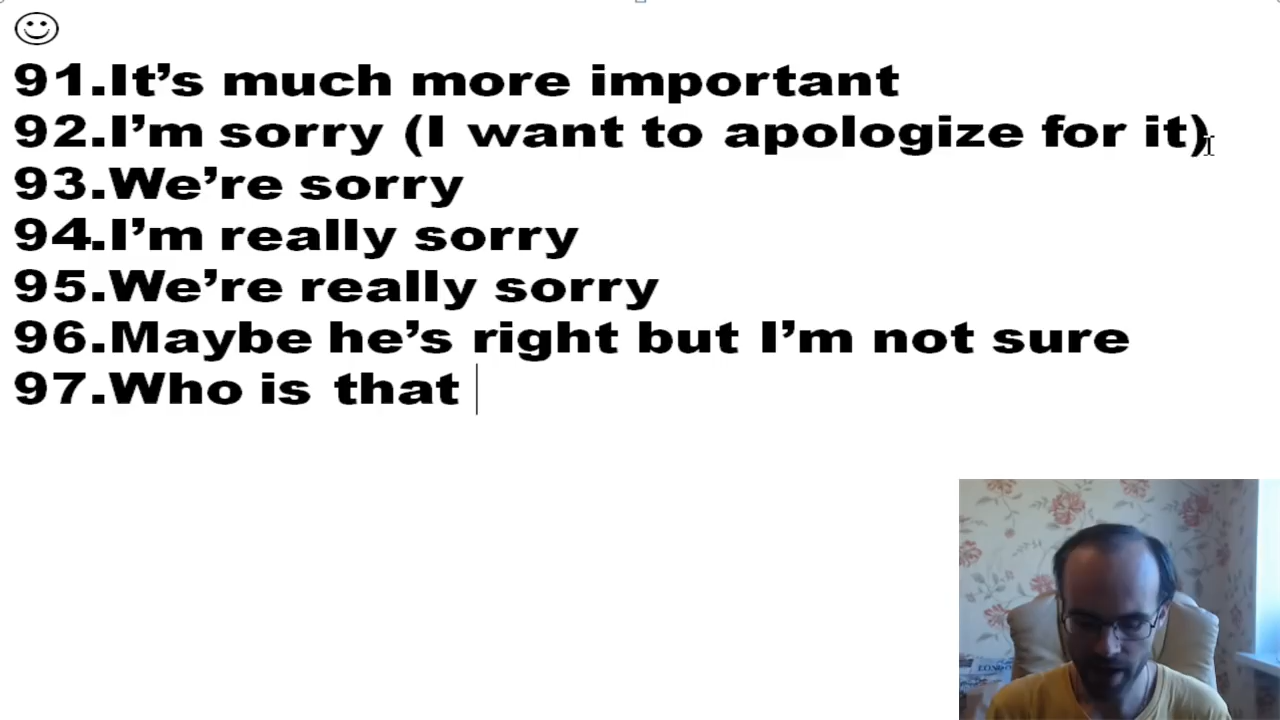 91.It’s much more important
92.I’m sorry (I want to apologize for it)
93.We’re sorry
94.I’m really sorry
95.We’re really sorry
96.Maybe he’s right but I’m not sure
97.Who is that